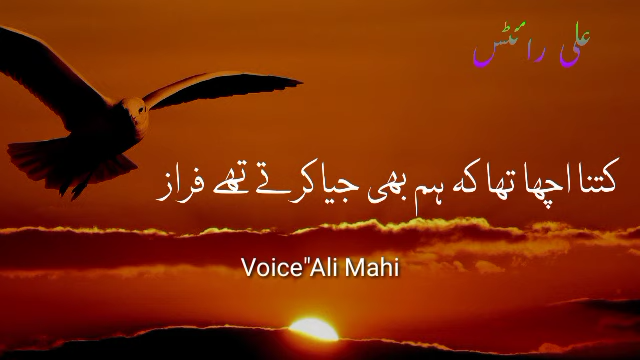 علی رائٹس
کتنا اچھا تھا کہ ہم بھی جیا کرتے تھے فراز
Voice"Ali Mahi